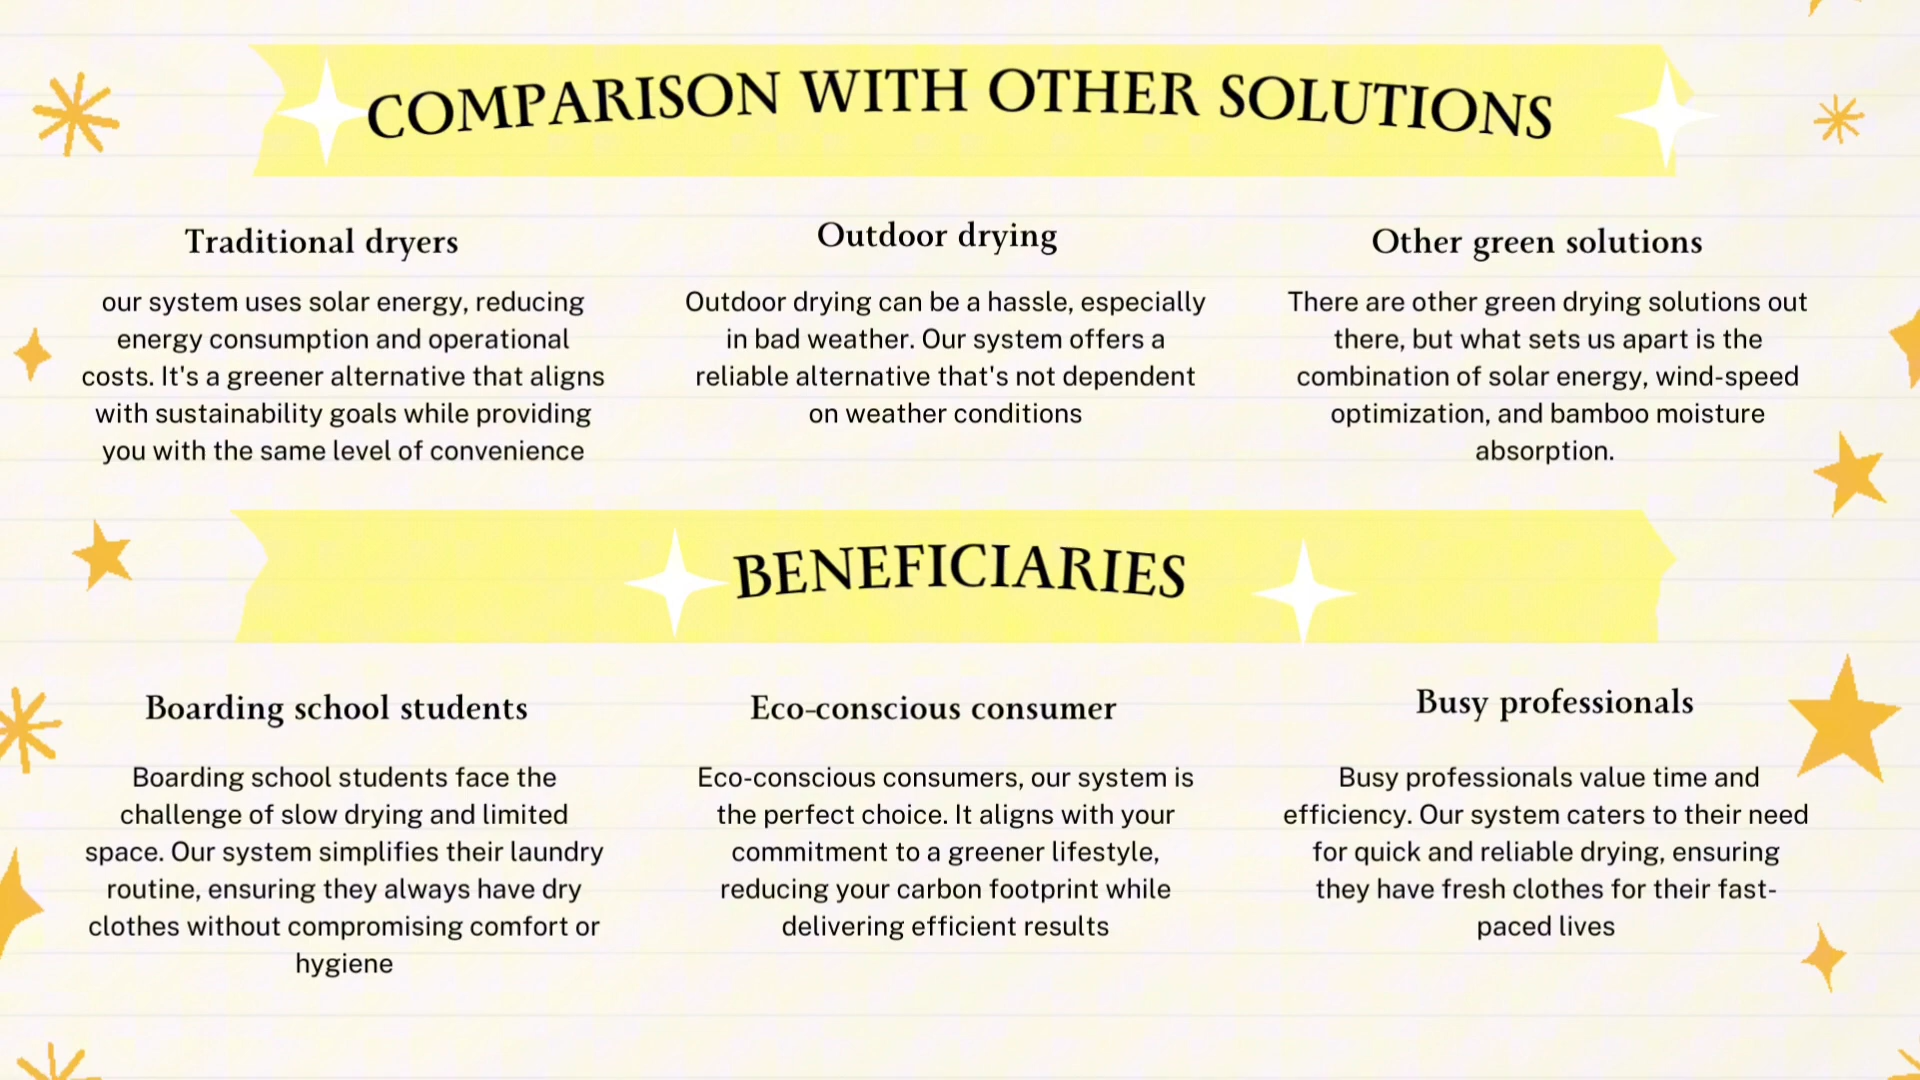 COMPARISON WITH OTHER SOLUTIONS
Traditional dryers
our system uses solar energy, reducing
energy consumption and operational
costs. It's a greener alternative that aligns
with sustainability goals while providing
you with the same level of convenience
Outdoor drying
Outdoor drying can be a hassle, especially
in bad weather. Our system offers a
reliable alternative that's not dependent
on weather conditions
Other green solutions
There are other green drying solutions out
there, but what sets us apart is the
combination of solar energy, wind-speed
optimization, and bamboo moisture
absorption.
BENEFICIARIES
Boarding school students
Boarding school students face the
challenge of slow drying and limited
space. Our system simplifies their laundry
routine, ensuring they always have dry
clothes without compromising comfort or
hygiene
Eco-conscious consumer
Eco-conscious consumers, our system is
the perfect choice. It aligns with your
commitment to a greener lifestyle,
reducing your carbon footprint while
delivering efficient results
Busy professionals
Busy professionals value time and
efficiency. Our system caters to their need
for quick and reliable drying, ensuring
they have fresh clothes for their fast-
paced lives